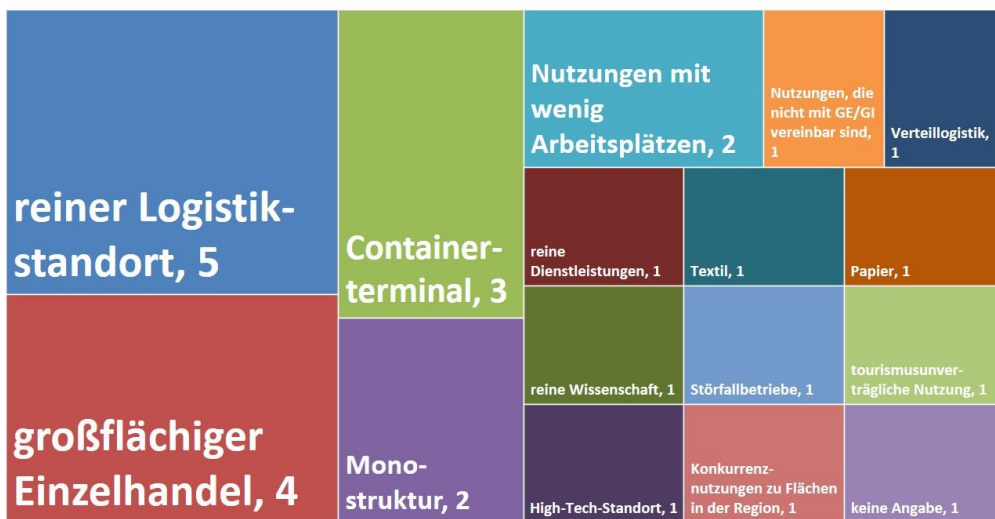 reiner Logistik-
standort, 5
großflächiger
Einzelhandel, 4
Container-
terminal, 3
Mono-
struktur, 2
Nutzungen mit
wenig
Arbeitsplätzen, 2
Nutzungen, die
nicht mit GE/GI
vereinbar sind,
1
Verteillogistik,
1
reine
Dienstleistungen, 1
Textil, 1
Papier, 1
reine Wissenschaft, 1
Störfallbetriebe, 1
tourismusunver-
trägliche Nutzung, 1
High-Tech-Standort, 1
Konkurrenz-
nutzungen zu Flächen
in der Region, 1
keine Angabe, 1